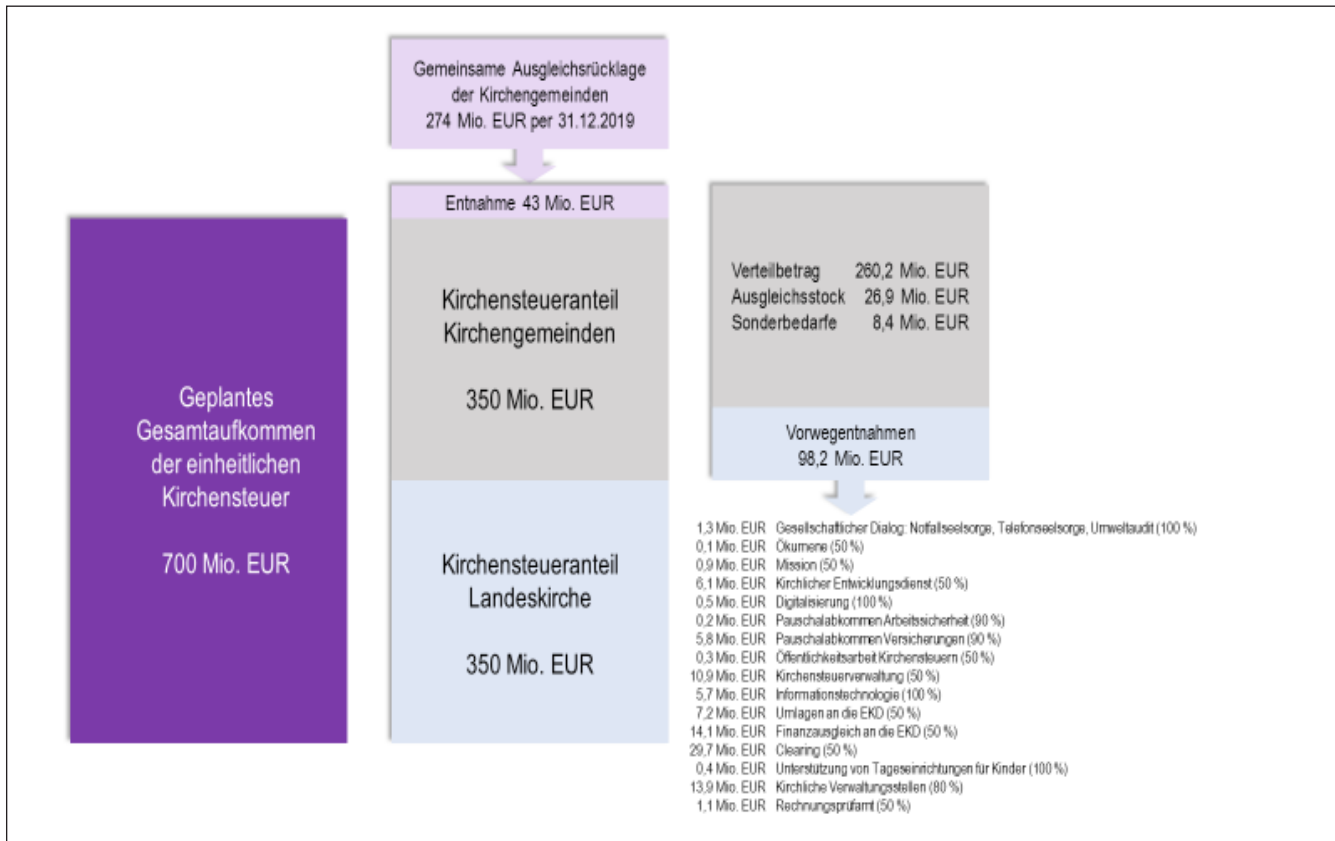 Gemeinsame Ausgleichsrücklage
der Kirchengemeinden
274 Mio. EUR per 31.12.2019
Entnahme 43 Mio. EUR
Geplantes
Gesamtaufkommen
der einheitlichen
Kirchensteuer
700 Mio. EUR
Kirchensteueranteil
Kirchengemeinden
350 Mio. EUR
Kirchensteueranteil
Landeskirche
350 Mio. EUR
Verteilbetrag 260,2 Mio. EUR
Ausgleichsstock 26,9 Mio. EUR
Sonderbedarfe 8,4 Mio. EUR
Vorwegentnahmen
98,2 Mio. EUR
1,3 Mio. EUR Gesellschaftlicher Dialog: Notfallseelsorge, Telefonseelsorge, Umweltaudit (100 %)
0,1 Mio. EUR Ökumene (50 %)
0,9 Mio. EUR Mission (50 %)
6,1 Mio. EUR Kirchlicher Entwicklungsdienst (50 %)
0,5 Mio. EUR Digitalisierung (100 %)
0,2 Mio. EUR Pauschalabkommen Arbeitssicherheit (90 %)
5,8 Mio. EUR Pauschalabkommen Versicherungen (90 %)
0,3 Mio. EUR Öffentlichkeitsarbeit Kirchensteuern (50 %)
10,9 Mio. EUR Kirchensteuerverwaltung (50 %)
5,7 Mio. EUR Informationstechnologie (100 %)
7,2 Mio. EUR Umlagen an die EKD (50 %)
14,1 Mio. EUR Finanzausgleich an die EKD (50 %)
29,7 Mio. EUR Clearing (50 %)
0,4 Mio. EUR Unterstützung von Tageseinrichtungen für Kinder (100 %)
13,9 Mio. EUR Kirchliche Verwaltungsstellen (80 %)
1,1 Mio. EUR Rechnungsprüfamt (50 %)